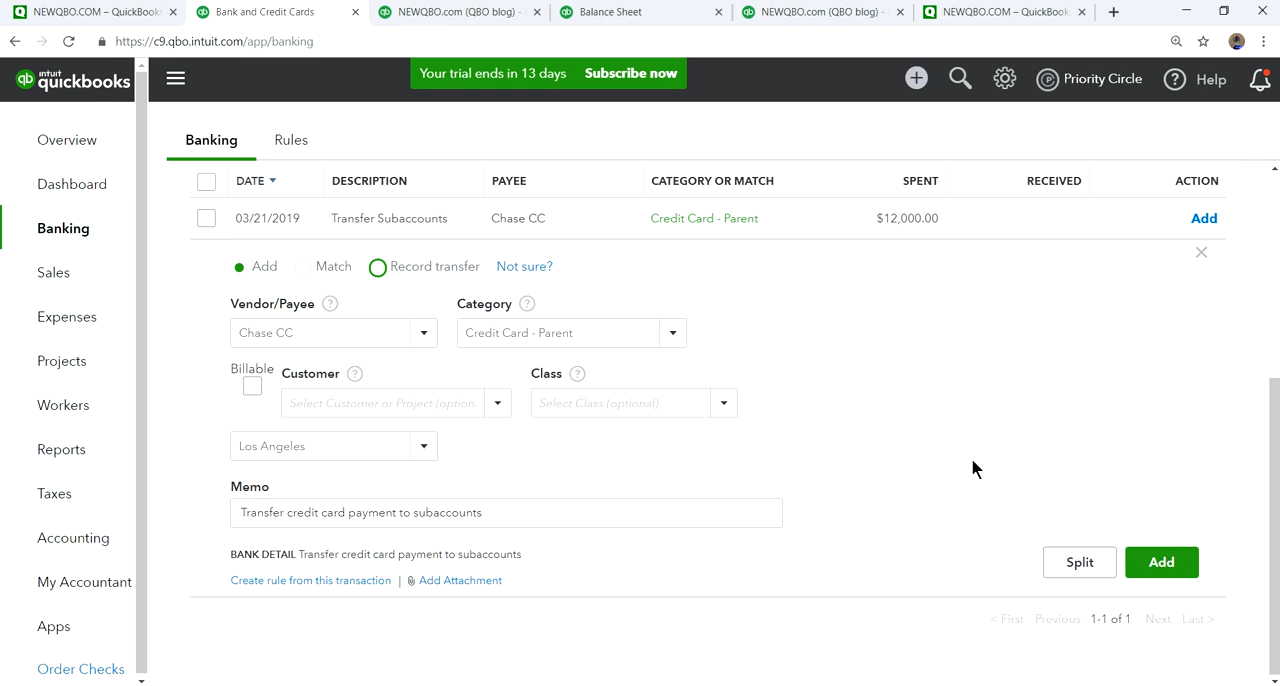 NEWQBO.COM – QuickBooks
Bank and Credit Cards
NEWQBO.com (QBO blog) -
Balance Sheet
NEWQBO.com (QBO blog) -
NEWQBO.COM – QuickBook
https://c9.qbo.intuit.com/app/banking
intuit
quickbooks
Your trial ends in 13 days Subscribe now
Priority Circle
Help
Overview
Dashboard
Banking
Sales
Expenses
Projects
Workers
Reports
Taxes
Accounting
My Accountant
Apps
Order Checks
Banking Rules
DATE DESCRIPTION PAYEE CATEGORY OR MATCH SPENT RECEIVED ACTION
03/21/2019 Transfer Subaccounts Chase CC Credit Card - Parent $12,000.00 Add
Add Match Record transfer Not sure?
Vendor/Payee ? Category ?
Chase CC Credit Card - Parent
Billable Customer ? Class ?
Select Customer or Project (option. Select Class (optional)
Los Angeles
Memo
Transfer credit card payment to subaccounts
BANK DETAIL Transfer credit card payment to subaccounts
Split Add
Create rule from this transaction | Add Attachment
< First Previous 1-1 of 1 Next Last >